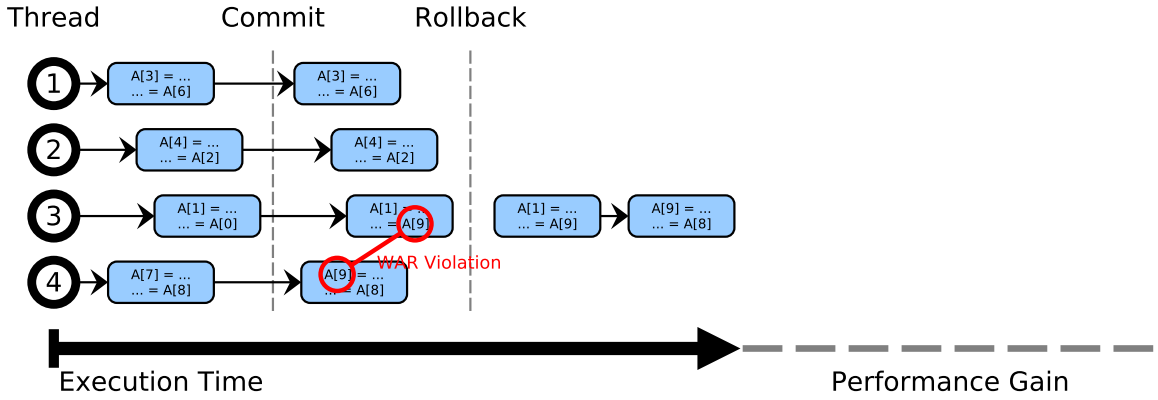 Thread Commit Rollback
1
A[3] = ...
... = A[6]
A[3] = ...
... = A[6]
2
A[4] = ...
... = A[2]
A[4] = ...
... = A[2]
3
A[1] = ...
... = A[0]
A[1] = ...
... = A[9]
A[1] = ...
... = A[9]
A[9] = ...
... = A[8]
WAR Violation
4
A[7] = ...
... = A[8]
A[9] = ...
... = A[8]
Execution Time
Performance Gain